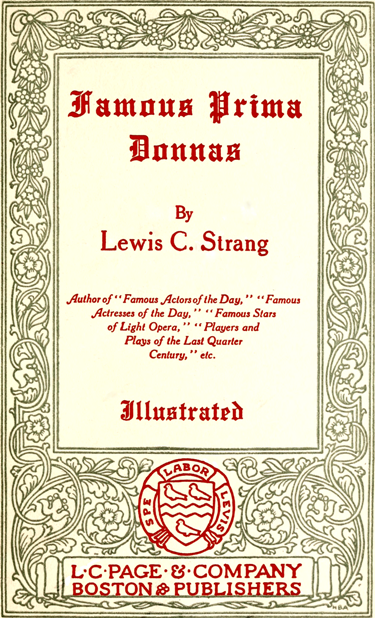 Famous Prima
Donnas
By
Lewis C. Strang
Author of "Famous Actors of the Day," "Famous
Actresses of the Day," "Famous Stars
of Light Opera," "Players and
Plays of the Last Quarter
Century," etc.
Illustrated
SPE LABOR LEVIS
L·C·PAGE·&·COMPANY
BOSTON & PUBLISHERS